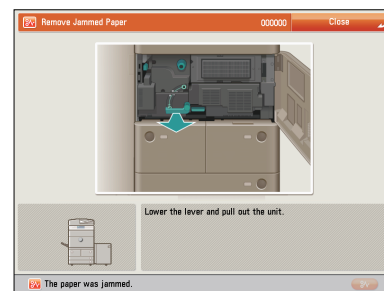 Remove Jammed Paper
000000
Close
Lower the lever and pull out the unit.
The paper was jammed.